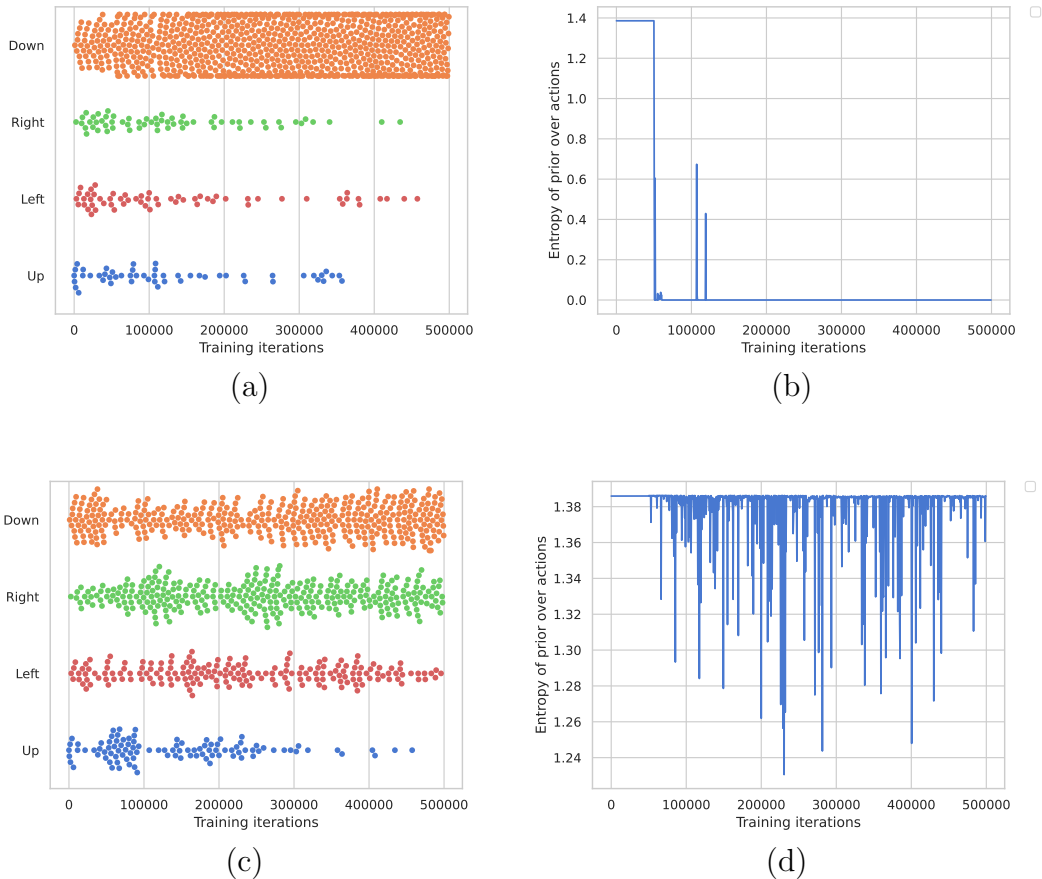 Down
Right
Left
Up
0 100000 200000 300000 400000 500000
Training iterations
(a)
Entropy of prior over actions
1.4
1.2
1.0
0.8
0.6
0.4
0.2
0.0
0 100000 200000 300000 400000 500000
Training iterations
(b)
Down
Right
Left
Up
0 100000 200000 300000 400000 500000
Training iterations
(c)
Entropy of prior over actions
1.38
1.36
1.34
1.32
1.30
1.28
1.26
1.24
0 100000 200000 300000 400000 500000
Training iterations
(d)